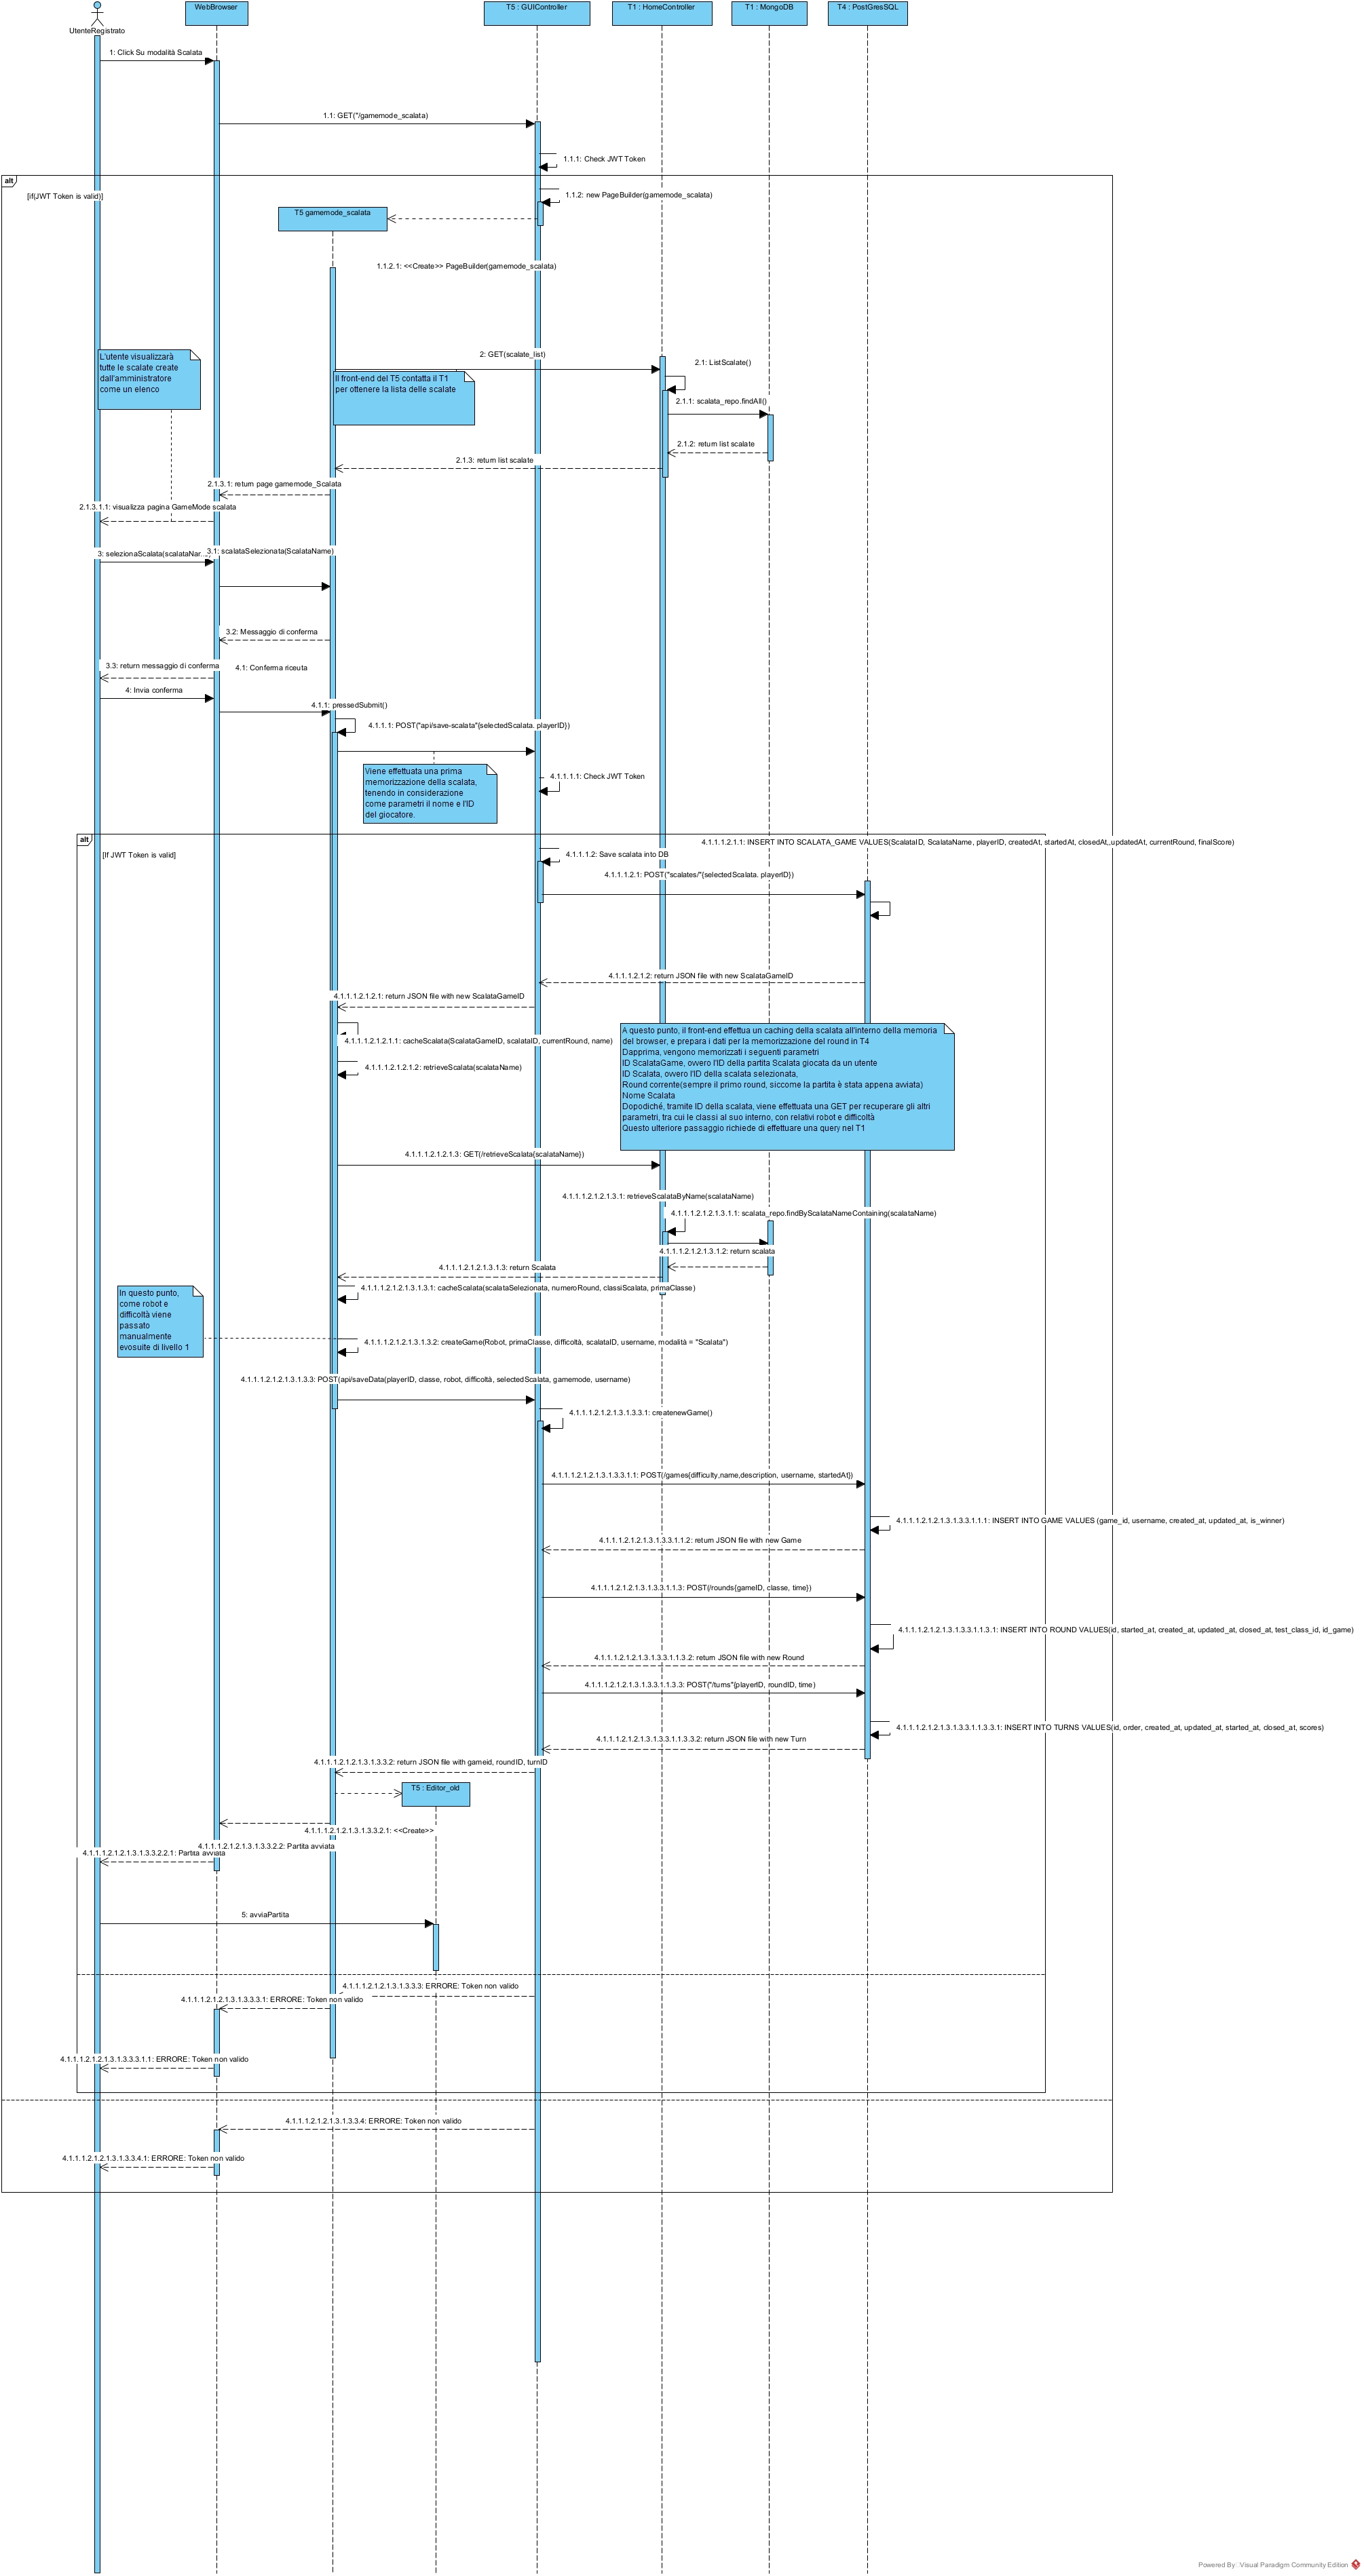 WebBrowser
T5 : GUIController
T1 : HomeController
T1 : MongoDB
T4 : PostGresSQL
UtenteRegistrato
1: Click Su modalità Scalata
1.1: GET("/gamemode_scalata)
1.1.1: Check JWT Token
alt
[if(JWT Token is valid)]
1.1.2: new PageBuilder(gamemode_scalata)
T5 gamemode_scalata
1.1.2.1: <<Create>> PageBuilder(gamemode_scalata)
L'utente visualizzarà
tutte le scalate create
dall'amministratore
come un elenco
2: GET(scalate_list)
2.1: ListScalate()
Il front-end del T5 contatta il T1
per ottenere la lista delle scalate
2.1.1: scalata_repo.findAll()
2.1.2: return list scalate
2.1.3: return list scalate
2.1.3.1: return page gamemode_Scalata
2.1.3.1.1: visualizza pagina GameMode scalata
3: selezionaScalata(scalataNar...
3.1: scalataSelezionata(ScalataName)
3.2: Messaggio di conferma
3.3: return messaggio di conferma
4.1: Conferma riceuta
4: Invia conferma
4.1.1: pressedSubmit()
4.1.1.1: POST("api/save-scalata"{selectedScalata. playerID})
Viene effettuata una prima
memorizzazione della scalata,
tenendo in considerazione
come parametri il nome e l'ID
del giocatore.
4.1.1.1.1: Check JWT Token
alt
[If JWT Token is valid]
4.1.1.1.2.1.1: INSERT INTO SCALATA_GAME VALUES(ScalataID, ScalataName, playerID, createdAt, startedAt, closedAt,,updatedAt, currentRound, finalScore)
4.1.1.1.2: Save scalata into DB
4.1.1.1.2.1: POST("scalates/"{selectedScalata. playerID})
4.1.1.1.2.1.2: return JSON file with new ScalataGameID
4.1.1.1.2.1.2.1: return JSON file with new ScalataGameID
4.1.1.1.2.1.2.1.1: cacheScalata(ScalataGameID, scalataID, currentRound, name)
4.1.1.1.2.1.2.1.2: retrieveScalata(scalataName)
A questo punto, il front-end effettua un caching della scalata all'interno della memoria
del browser, e prepara i dati per la memorizzazione del round in T4
Dapprima, vengono memorizzati i seguenti parametri
ID ScalataGame, ovvero l'ID della partita Scalata giocata da un utente
ID Scalata, ovvero l'ID della scalata selezionata,
Round corrente(sempre il primo round, siccome la partita è stata appena avviata)
Nome Scalata
Dopodiché, tramite ID della scalata, viene effettuata una GET per recuperare gli altri
parametri, tra cui le classi al suo interno, con relativi robot e difficoltà
Questo ulteriore passaggio richiede di effettuare una query nel T1
4.1.1.1.2.1.2.1.3: GET(/retrieveScalata{scalataName})
4.1.1.1.2.1.2.1.3.1: retrieveScalataByName(scalataName)
4.1.1.1.2.1.2.1.3.1.1: scalata_repo.findByScalataNameContaining(scalataName)
4.1.1.1.2.1.2.1.3.1.2: return scalata
4.1.1.1.2.1.2.1.3.1.3: return Scalata
4.1.1.1.2.1.2.1.3.1.3.1: cacheScalata(scalataSelezionata, numeroRound, classiScalata, primaClasse)
In questo punto,
come robot e
difficoltà viene
passato
manualmente
evosuite di livello 1
4.1.1.1.2.1.2.1.3.1.3.2: createGame(Robot, primaClasse, difficoltà, scalataID, username, modalità = "Scalata")
4.1.1.1.2.1.2.1.3.1.3.3: POST(api/saveData(playerID, classe, robot, difficoltà, selectedScalata, gamemode, username)
4.1.1.1.2.1.2.1.3.1.3.3.1: createnewGame()
4.1.1.1.2.1.2.1.3.1.3.3.1.1: POST(/games{difficulty,name,description, username, startedAt})
4.1.1.1.2.1.2.1.3.1.3.3.1.1.1: INSERT INTO GAME VALUES (game_id, username, created_at, updated_at, is_winner)
4.1.1.1.2.1.2.1.3.1.3.3.1.1.2: return JSON file with new Game
4.1.1.1.2.1.2.1.3.1.3.3.1.1.3: POST(/rounds{gameID, classe, time})
4.1.1.1.2.1.2.1.3.1.3.3.1.1.3.1: INSERT INTO ROUND VALUES(id, started_at, created_at, updated_at, closed_at, test_class_id, id_game)
4.1.1.1.2.1.2.1.3.1.3.3.1.1.3.2: return JSON file with new Round
4.1.1.1.2.1.2.1.3.1.3.3.1.1.3.3: POST("/turns"{playerID, roundID, time)
4.1.1.1.2.1.2.1.3.1.3.3.1.1.3.3.1: INSERT INTO TURNS VALUES(id, order, created_at, updated_at, started_at, closed_at, scores)
4.1.1.1.2.1.2.1.3.1.3.3.1.1.3.3.2: return JSON file with new Turn
4.1.1.1.2.1.2.1.3.1.3.3.2: return JSON file with gameid, roundID, turnID
T5 : Editor_old
4.1.1.1.2.1.2.1.3.1.3.3.2.1: <<Create>>
4.1.1.1.2.1.2.1.3.1.3.3.2.2: Partita avviata
4.1.1.1.2.1.2.1.3.1.3.3.2.2.1: Partita avviata
5: avviaPartita
4.1.1.1.2.1.2.1.3.1.3.3.3: ERRORE: Token non valido
4.1.1.1.2.1.2.1.3.1.3.3.3.1: ERRORE: Token non valido
4.1.1.1.2.1.2.1.3.1.3.3.3.1.1: ERRORE: Token non valido
4.1.1.1.2.1.2.1.3.1.3.3.4: ERRORE: Token non valido
4.1.1.1.2.1.2.1.3.1.3.3.4.1: ERRORE: Token non valido
Powered By Visual Paradigm Community Edition